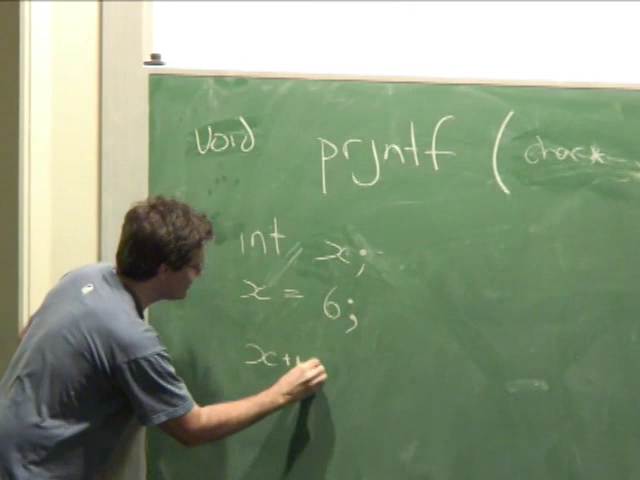 void printf (char*
int x;
x = 6;
x+